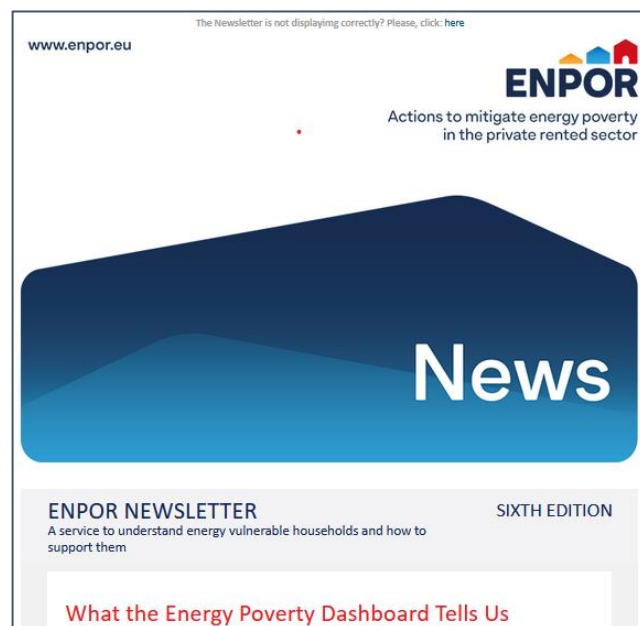 The Newsletter is not displayimg correctly? Please, click: here
www.enpor.eu
ENPOR
Actions to mitigate energy poverty
in the private rented sector
News
ENPOR NEWSLETTER
SIXTH EDITION
A service to understand energy vulnerable households and how to
support them
What the Energy Poverty Dashboard Tells Us